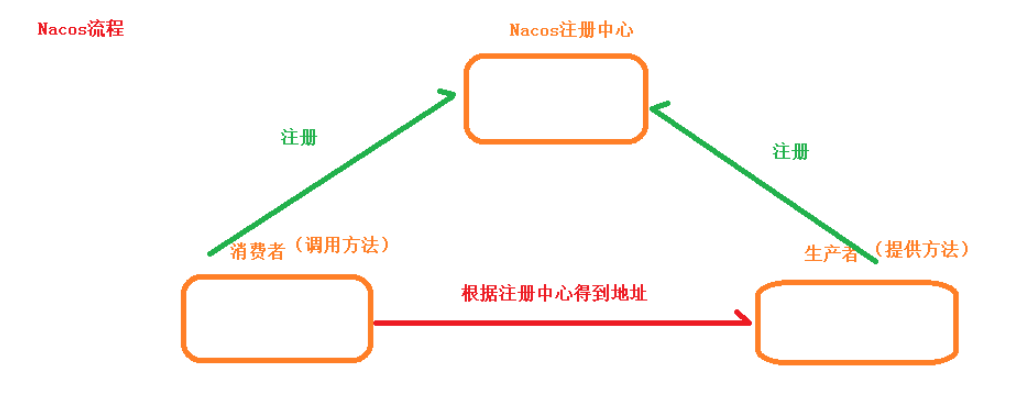 Nacos流程
Nacos注册中心
注册
注册
消费者（调用方法）
生产者（提供方法）
根据注册中心得到地址